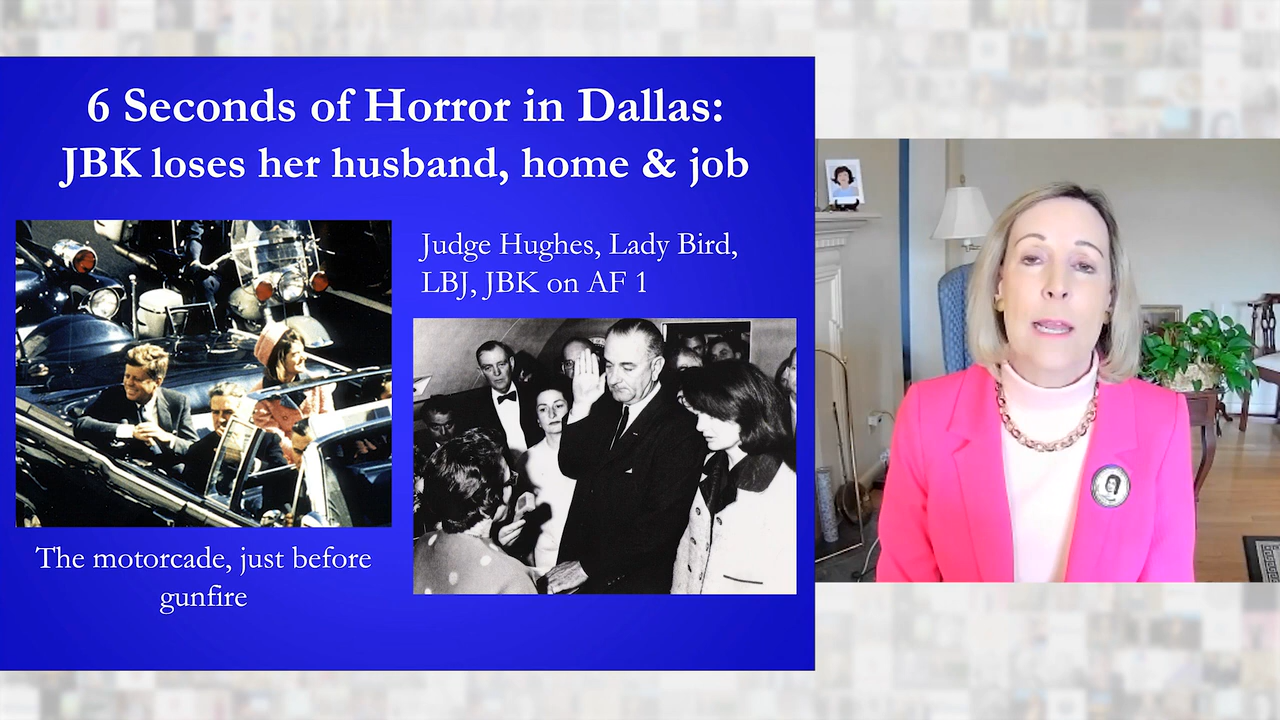 6 Seconds of Horror in Dallas:
JBK loses her husband, home & job
Judge Hughes, Lady Bird,
LBJ, JBK on AF 1
The motorcade, just before
gunfire